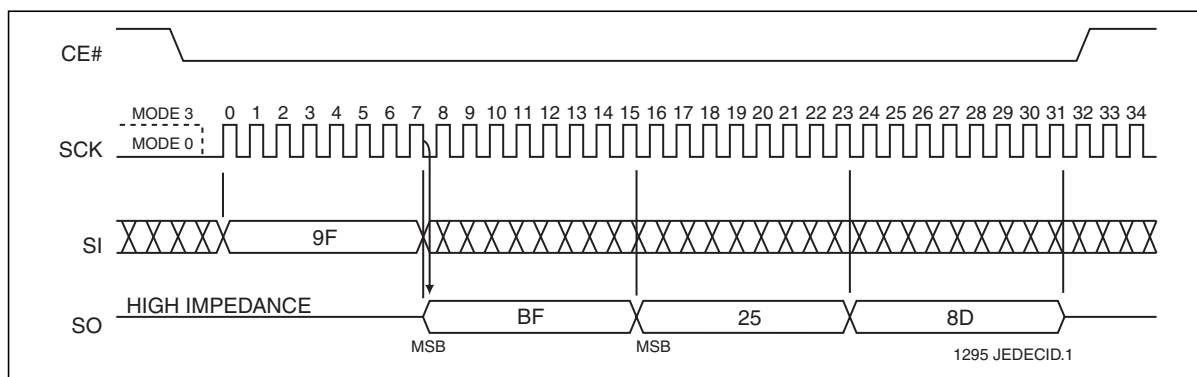 CE#
MODE 3
0 1 2 3 4 5 6 7 8 9 10 11 12 13 14 15 16 17 18 19 20 21 22 23 24 25 26 27 28 29 30 31 32 33 34
SCK
MODE 0
SI
9F
HIGH IMPEDANCE
SO
BF
25
8D
MSB
MSB
1295 JEDECID.1